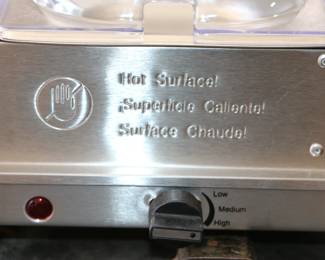 Hot Surface!
¡Superficie Caliente!
Surface Chaude!
Low
Medium
High